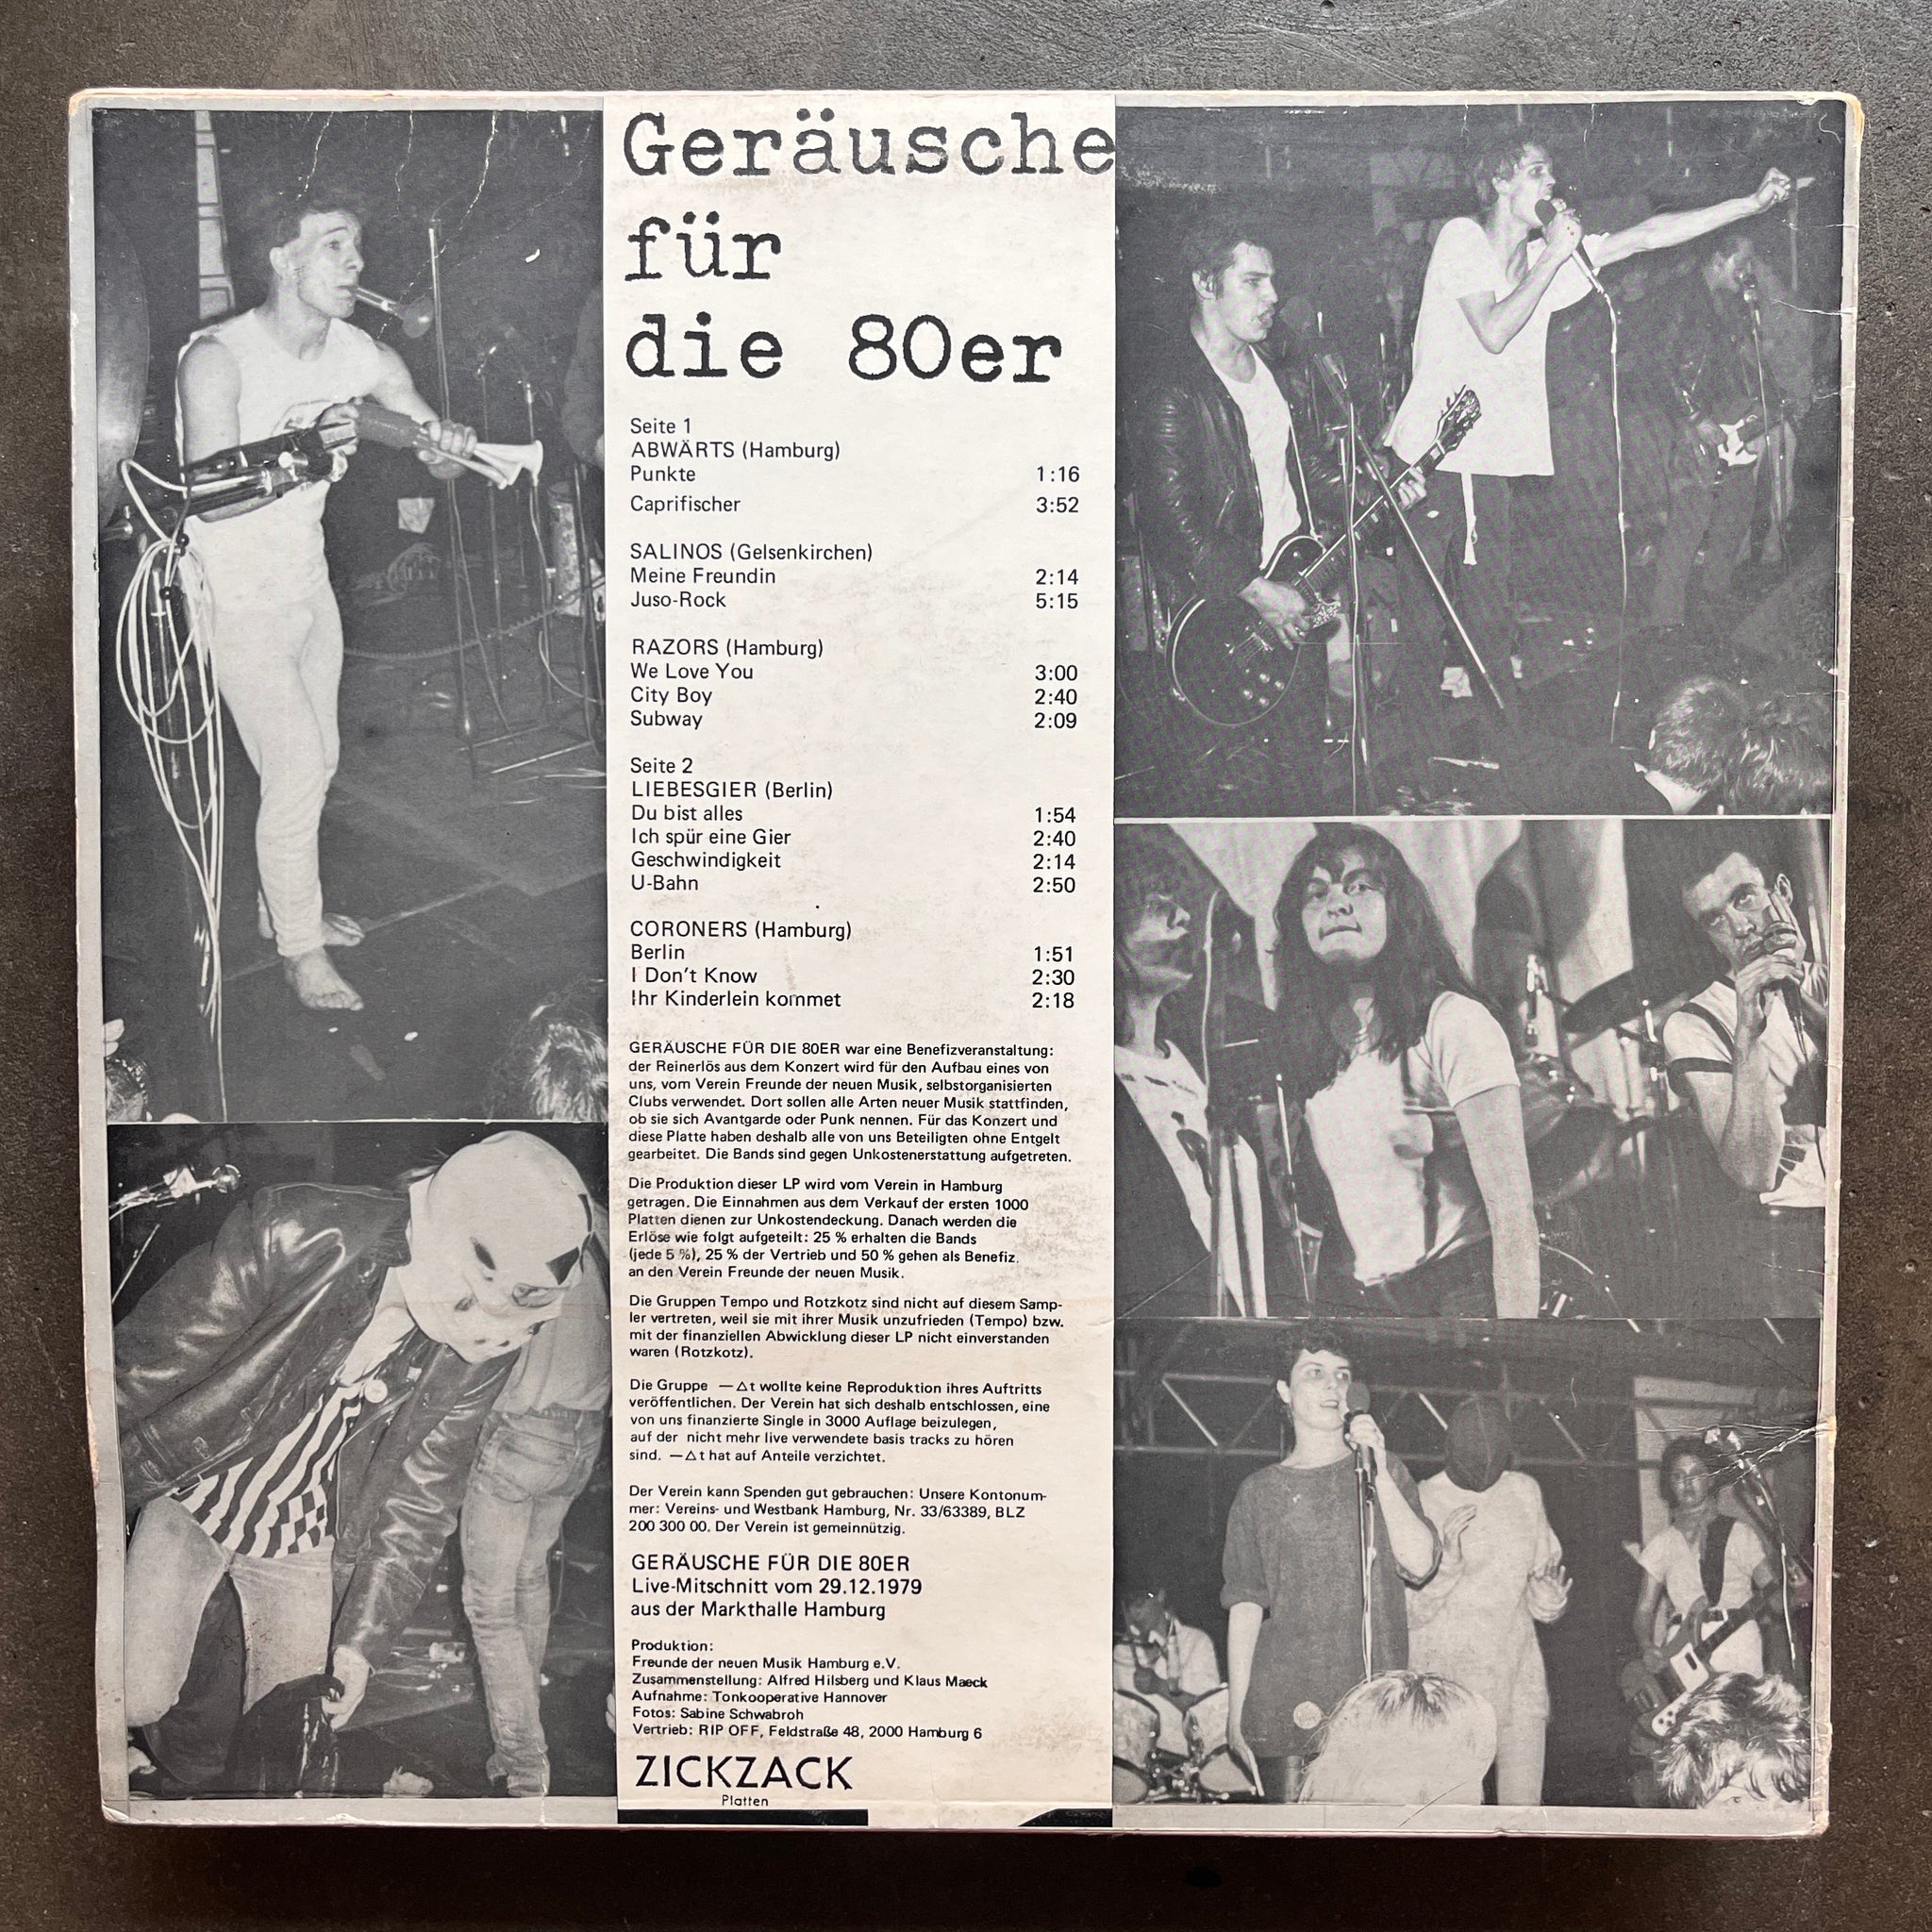 Geräusche
für
die 80er
Seite 1
ABWÄRTS (Hamburg)
Punkte 1:16
Caprifischer 3:52
SALINOS (Gelsenkirchen)
Meine Freundin 2:14
Juso-Rock 5:15
RAZORS (Hamburg)
We Love You 3:00
City Boy 2:40
Subway 2:09
Seite 2
LIEBESGIER (Berlin)
Du bist alles 1:54
Ich spür eine Gier 2:40
Geschwindigkeit 2:14
U-Bahn 2:50
CORONERS (Hamburg)
Berlin 1:51
I Don't Know 2:30
Ihr Kinderlein kommet 2:18
GERÄUSCHE FÜR DIE 80ER war eine Benefizveranstaltung:
der Reinerlös aus dem Konzert wird für den Aufbau eines von
uns, vom Verein Freunde der neuen Musik, selbstorganisierten
Clubs verwendet. Dort sollen alle Arten neuer Musik stattfinden,
ob sie sich Avantgarde oder Punk nennen. Für das Konzert und
diese Platte haben deshalb alle von uns Beteiligten ohne Entgelt
gearbeitet. Die Bands sind gegen Unkostenerstattung aufgetreten.
Die Produktion dieser LP wird vom Verein in Hamburg
getragen. Die Einnahmen aus dem Verkauf der ersten 1000
Platten dienen zur Unkostendeckung. Danach werden die
Erlöse wie folgt aufgeteilt: 25 % erhalten die Bands
(jede 5 %), 25 % der Vertrieb und 50 % gehen als Benefiz
an den Verein Freunde der neuen Musik.
Die Gruppen Tempo und Rotzkotz sind nicht auf diesem Samp-
ler vertreten, weil sie mit ihrer Musik unzufrieden (Tempo) bzw.
mit der finanziellen Abwicklung dieser LP nicht einverstanden
waren (Rotzkotz).
Die Gruppe —△t wollte keine Reproduktion ihres Auftritts
veröffentlichen. Der Verein hat sich deshalb entschlossen, eine
von uns finanzierte Single in 3000 Auflage beizulegen,
auf der nicht mehr live verwendete basis tracks zu hören
sind. —△t hat auf Anteile verzichtet.
Der Verein kann Spenden gut gebrauchen: Unsere Kontonum-
mer: Vereins- und Westbank Hamburg, Nr. 33/63389, BLZ
200 300 00. Der Verein ist gemeinnützig.
GERÄUSCHE FÜR DIE 80ER
Live-Mitschnitt vom 29.12.1979
aus der Markthalle Hamburg
Produktion:
Freunde der neuen Musik Hamburg e.V.
Zusammenstellung: Alfred Hilsberg und Klaus Maeck
Aufnahme: Tonkooperative Hannover
Fotos: Sabine Schwabroh
Vertrieb: RIP OFF, Feldstraße 48, 2000 Hamburg 6
ZICKZACK
Platten